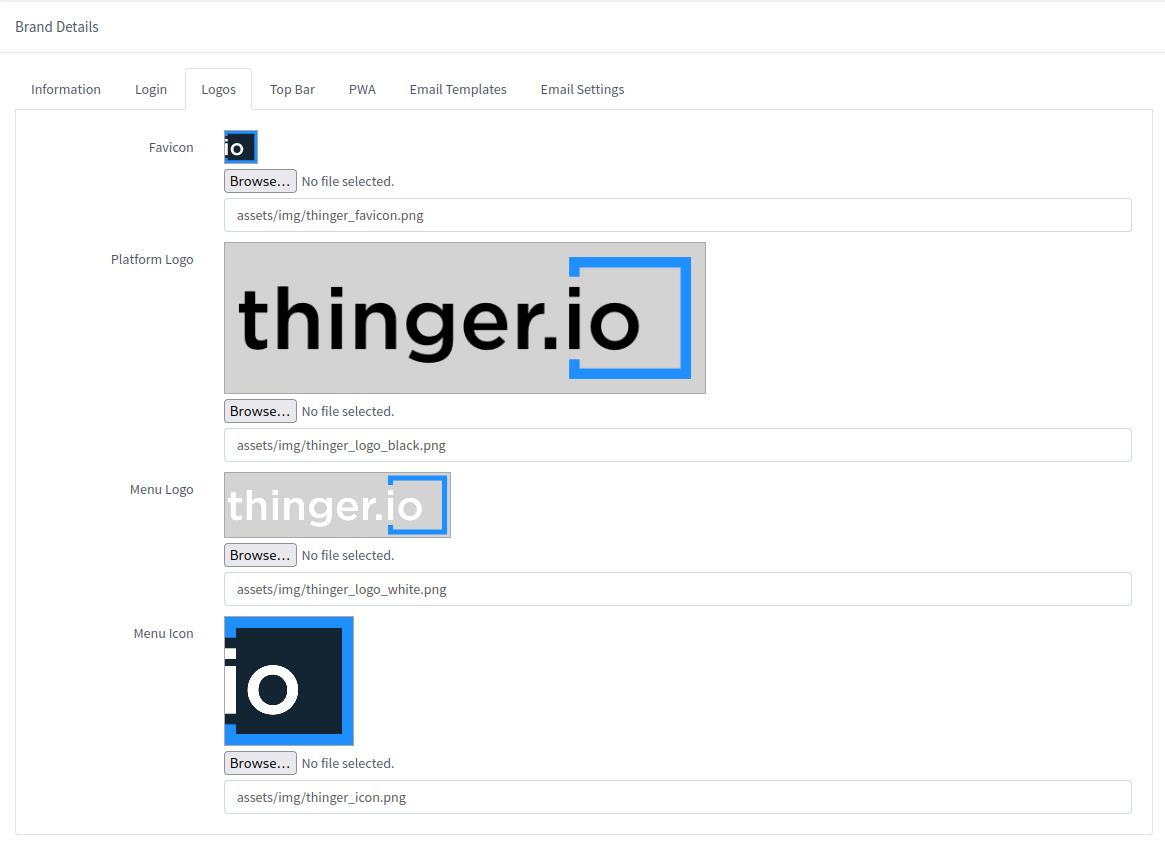 Brand Details
Information Login Logos Top Bar PWA Email Templates Email Settings
Favicon
io
Browse... No file selected.
assets/img/thinger_favicon.png
Platform Logo
thinger.io
Browse... No file selected.
assets/img/thinger_logo_black.png
Menu Logo
thinger.io
Browse... No file selected.
assets/img/thinger_logo_white.png
Menu Icon
io
Browse... No file selected.
assets/img/thinger_icon.png